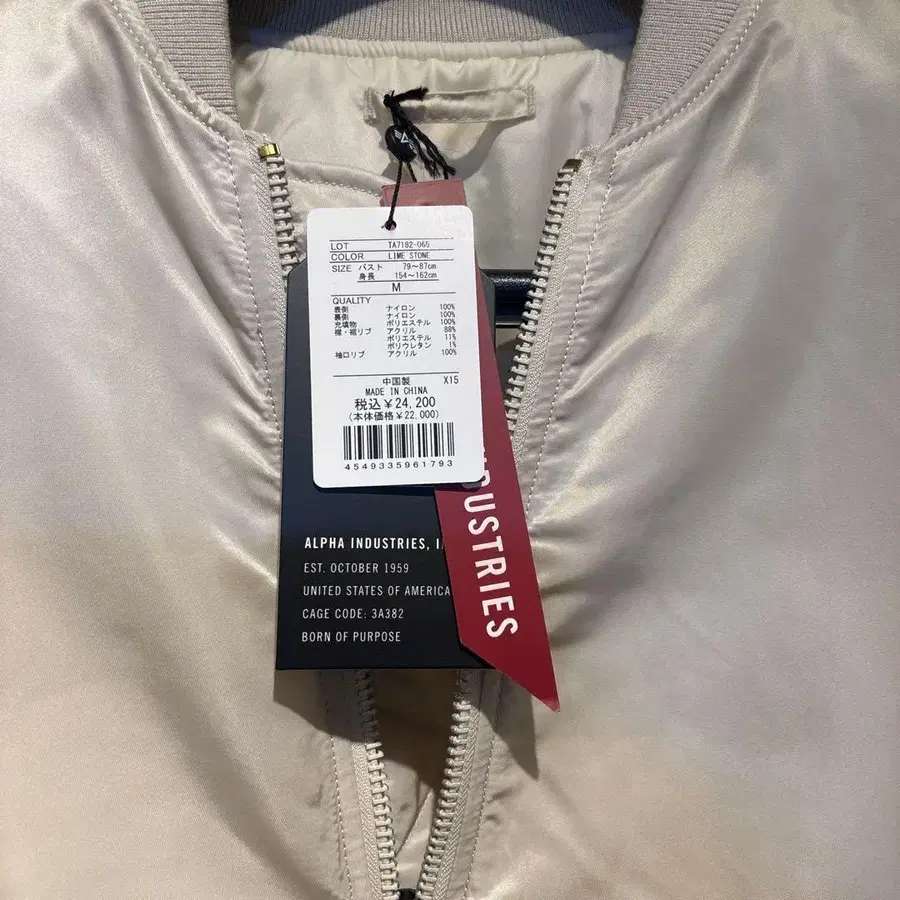 LOT TA7182-065
COLOR LIME STONE
SIZE バスト 79～87cm
身長 154～162cm
M
QUALITY
表側 ナイロン 100%
裏側 ナイロン 100%
充填物 ポリエステル 100%
襟・裾リブ アクリル 88%
ポリエステル 11%
ポリウレタン 1%
袖口リブ アクリル 100%
中国製 X15
MADE IN CHINA
税込¥24,200
(本体価格¥22,000)
4549335961793
ALPHA INDUSTRIES,
EST. OCTOBER 1959
UNITED STATES OF AMERICA
CAGE CODE: 3A382
BORN OF PURPOSE
DUSTRIES